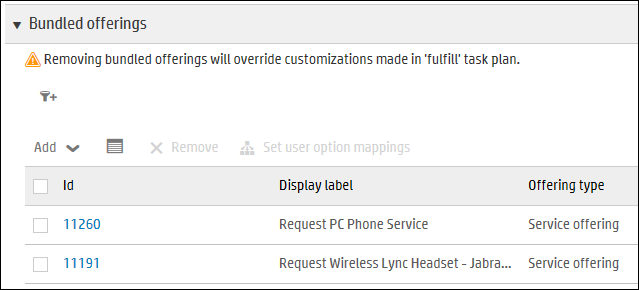 Bundled offerings
Removing bundled offerings will override customizations made in 'fulfill' task plan.
Add Remove Set user option mappings
Id Display label Offering type
11260 Request PC Phone Service Service offering
11191 Request Wireless Lync Headset - Jabra... Service offering